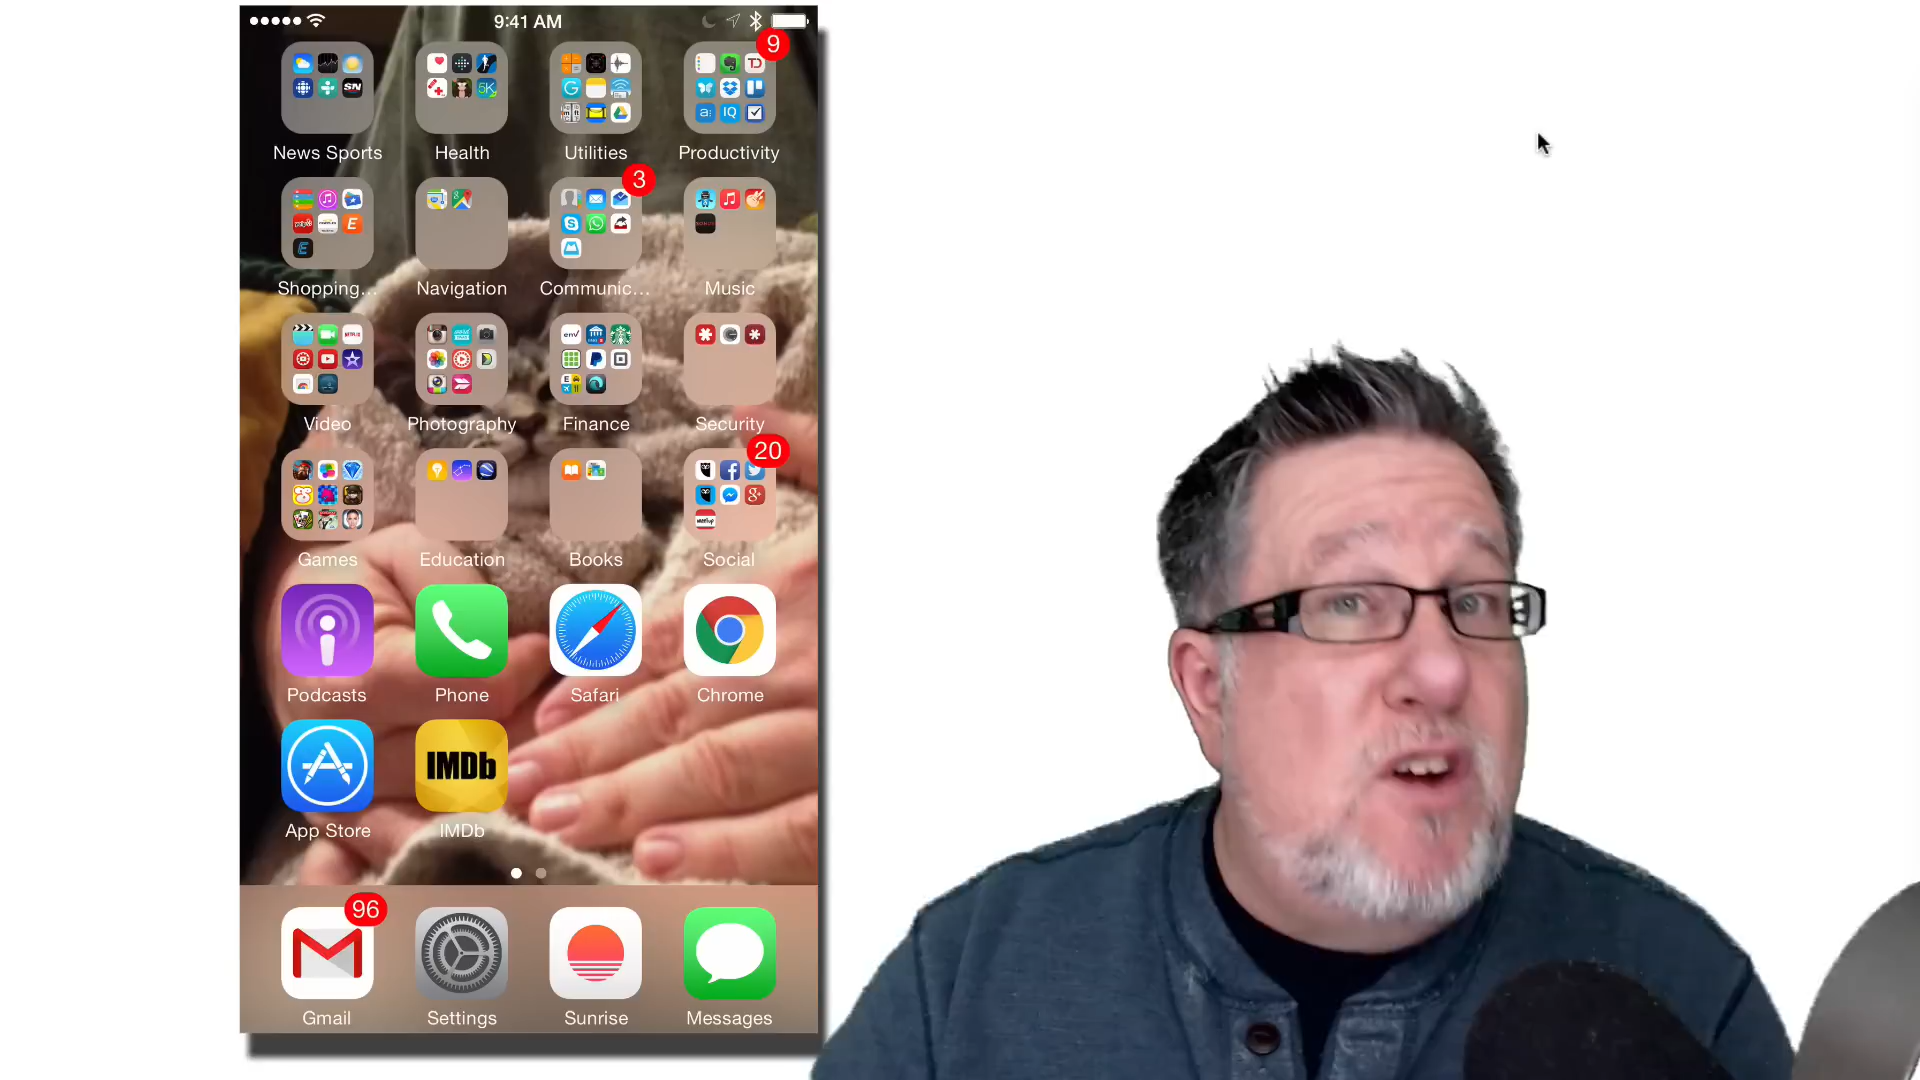 9:41 AM
9
News Sports Health Utilities Productivity
3
Shopping... Navigation Communic... Music
Video Photography Finance Security
20
Games Education Books Social
Podcasts Phone Safari Chrome
IMDb
App Store IMDb
96
Gmail Settings Sunrise Messages